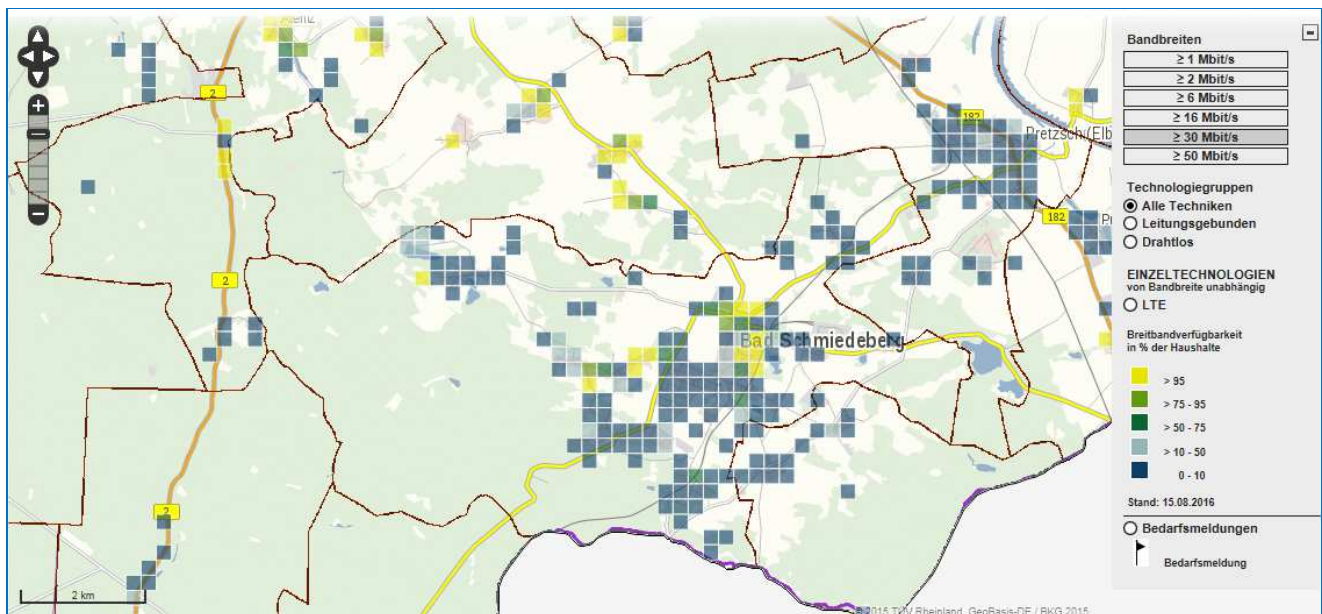 2
182
Pretzsch (Elb
182
2
Bad Schmiedeberg
2
2 km
© 2015 TÜV Rheinland, GeoBasis-DE / BKG 2015
Bandbreiten
≥ 1 Mbit/s
≥ 2 Mbit/s
≥ 6 Mbit/s
≥ 16 Mbit/s
≥ 30 Mbit/s
≥ 50 Mbit/s
Technologiegruppen
Alle Techniken
Leitungsgebunden
Drahtlos
EINZELTECHNOLOGIEN
von Bandbreite unabhängig
LTE
Breitbandverfügbarkeit
in % der Haushalte
> 95
> 75 - 95
> 50 - 75
> 10 - 50
0 - 10
Stand: 15.08.2016
Bedarfsmeldungen
Bedarfsmeldung